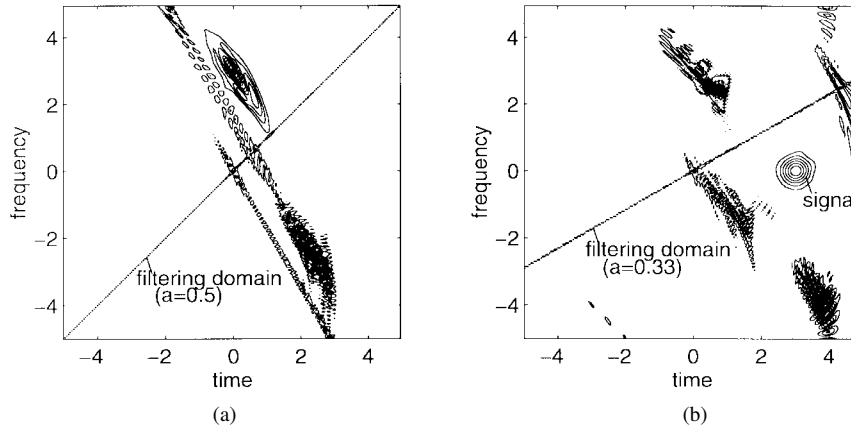 4
2
0
−2
−4
frequency
filtering domain
(a=0.5)
−4
−2
0
2
4
time
(a)
4
2
0
−2
−4
frequency
signa
filtering domain
(a=0.33)
−4
−2
0
2
4
time
(b)